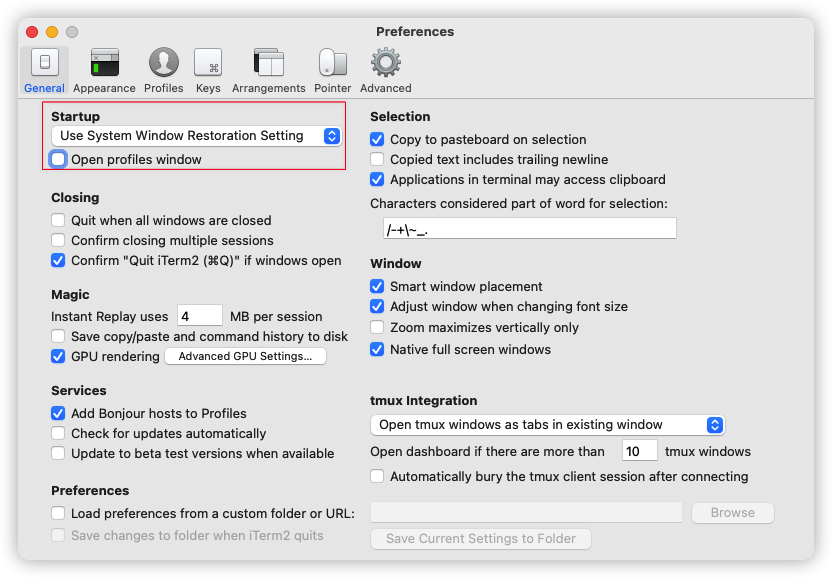 Preferences
General Appearance Profiles Keys Arrangements Pointer Advanced
Startup
Use System Window Restoration Setting
Open profiles window
Closing
Quit when all windows are closed
Confirm closing multiple sessions
Confirm "Quit iTerm2 (⌘Q)" if windows open
Magic
Instant Replay uses 4 MB per session
Save copy/paste and command history to disk
GPU rendering Advanced GPU Settings...
Services
Add Bonjour hosts to Profiles
Check for updates automatically
Update to beta test versions when available
Preferences
Load preferences from a custom folder or URL:
Save changes to folder when iTerm2 quits
Selection
Copy to pasteboard on selection
Copied text includes trailing newline
Applications in terminal may access clipboard
Characters considered part of word for selection:
/-+\~_.
Window
Smart window placement
Adjust window when changing font size
Zoom maximizes vertically only
Native full screen windows
tmux Integration
Open tmux windows as tabs in existing window
Open dashboard if there are more than 10 tmux windows
Automatically bury the tmux client session after connecting
Browse
Save Current Settings to Folder